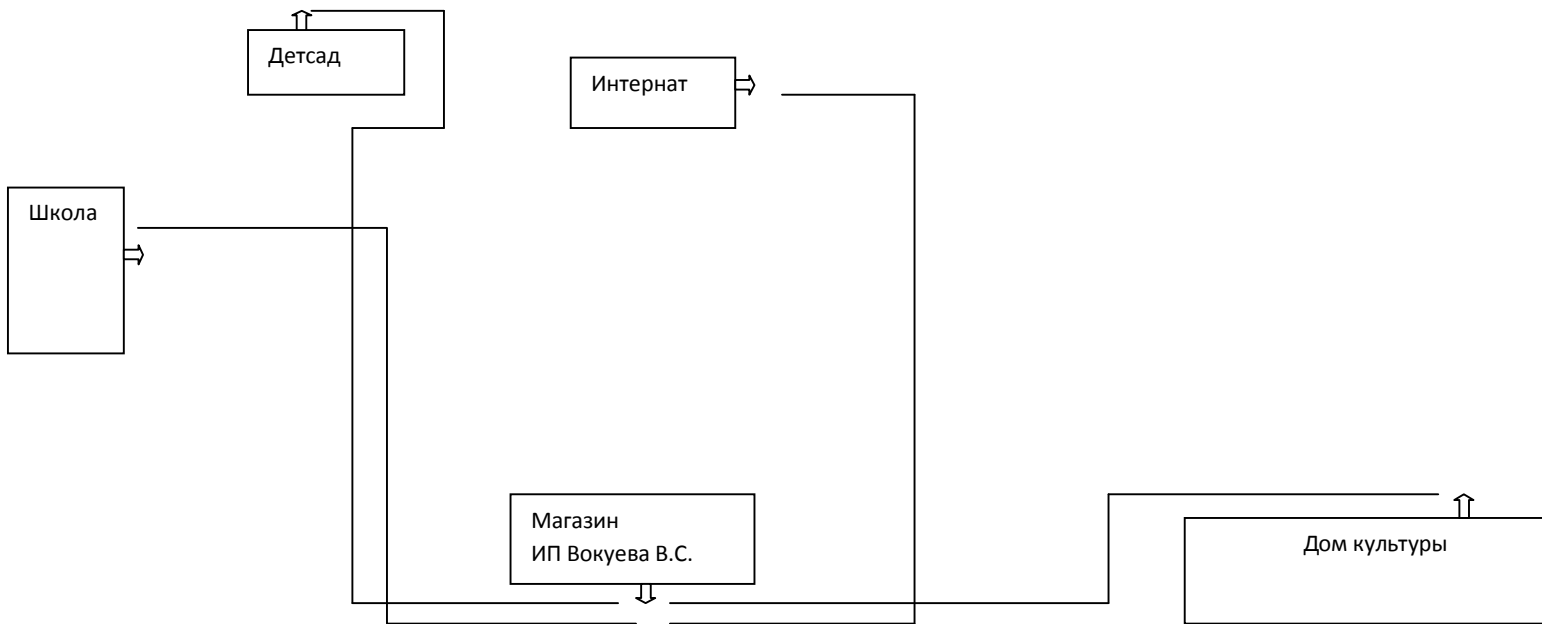 Детсад
Интернат
Школа
Магазин
ИП Вокуева В.С.
Дом культуры